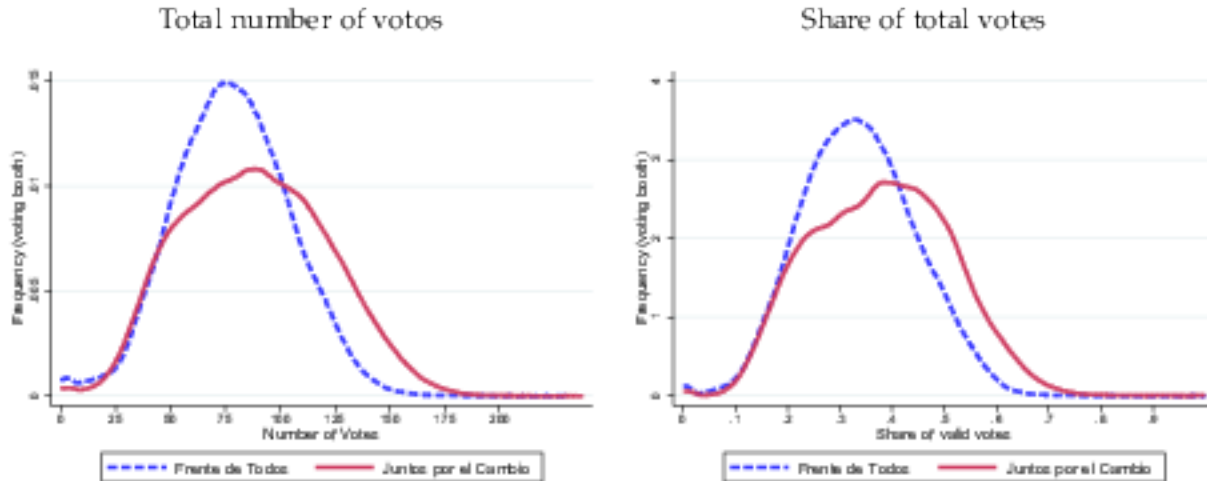 Total number of votos
Frequency (voting booth)
.015
.01
.005
0
0 25 50 75 100 125 150 175 200
Number of Votes
Frente de Todos Juntos por el Cambio
Share of total votes
Frequency (voting booth)
4
3
2
1
0
0 .1 .2 .3 .4 .5 .6 .7 .8 .9
Share of valid votes
Frente de Todos Juntos por el Cambio